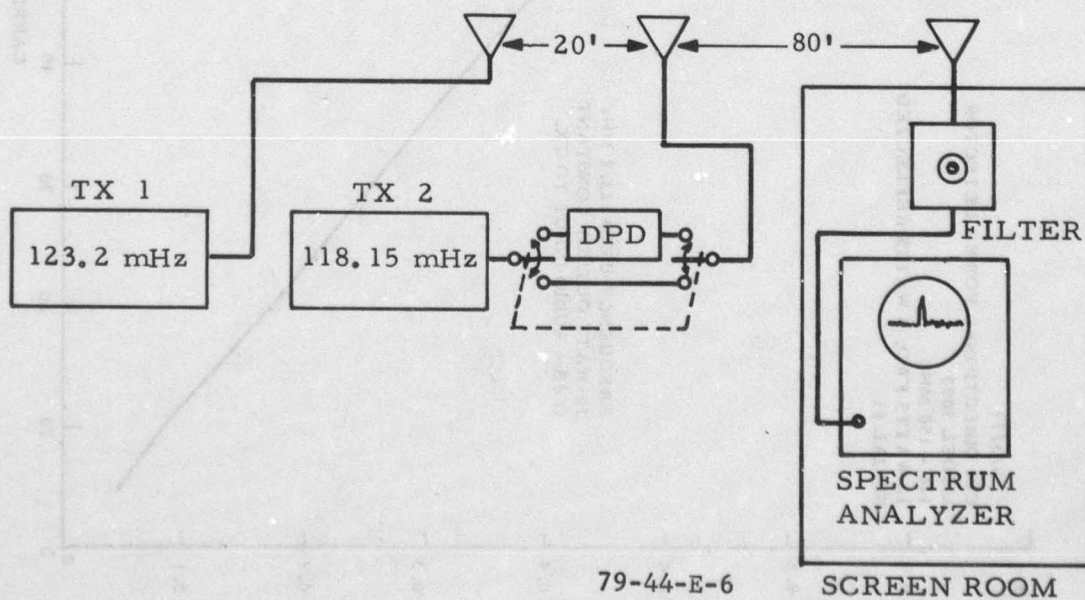 20'
80'
TX 1
TX 2
123.2 mHz
118.15 mHz
DPD
FILTER
SPECTRUM
ANALYZER
79-44-E-6
SCREEN ROOM